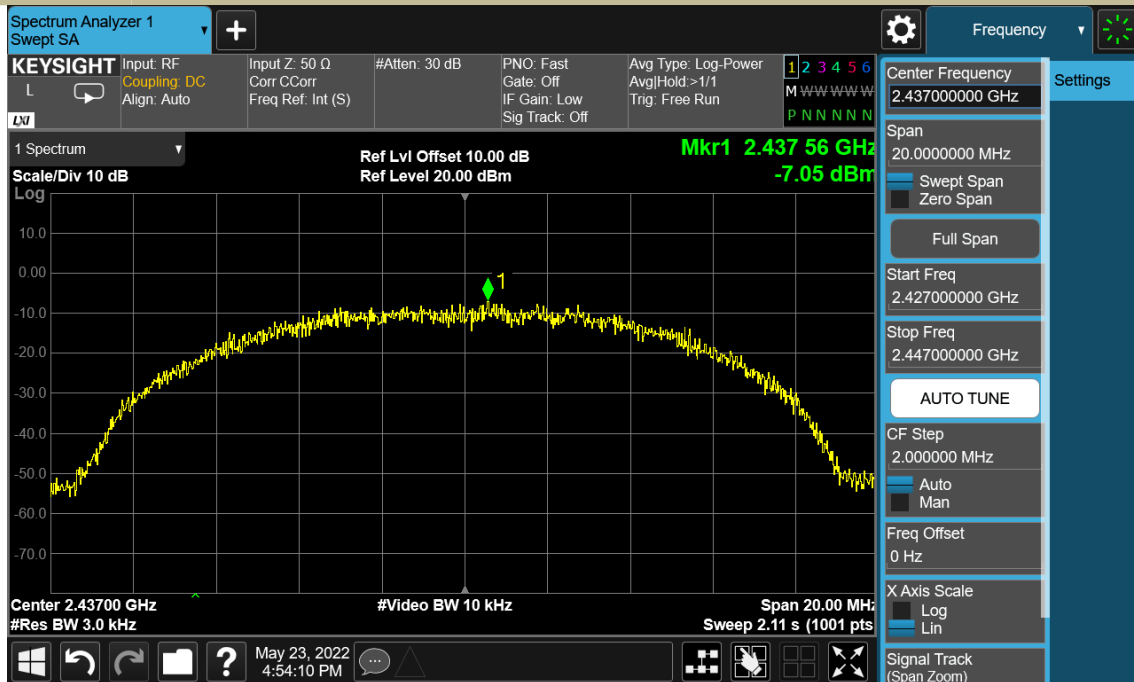 Spectrum Analyzer 1
Swept SA
Frequency
KEYSIGHT
L
LXI
Input: RF
Coupling: DC
Align: Auto
Input Z: 50 Ω
Corr CCorr
Freq Ref: Int (S)
#Atten: 30 dB
PNO: Fast
Gate: Off
IF Gain: Low
Sig Track: Off
Avg Type: Log-Power
Avg|Hold:>1/1
Trig: Free Run
1 2 3 4 5 6
M W W W W W
P N N N N N
1 Spectrum
Scale/Div 10 dB
Log
Ref Lvl Offset 10.00 dB
Ref Level 20.00 dBm
Mkr1 2.437 56 GHz
-7.05 dBm
10.0
0.00
-10.0
-20.0
-30.0
-40.0
-50.0
-60.0
-70.0
1
Center 2.43700 GHz
#Video BW 10 kHz
Span 20.00 MHz
#Res BW 3.0 kHz
Sweep 2.11 s (1001 pts
Center Frequency
2.437000000 GHz
Settings
Span
20.0000000 MHz
Swept Span
Zero Span
Full Span
Start Freq
2.427000000 GHz
Stop Freq
2.447000000 GHz
AUTO TUNE
CF Step
2.000000 MHz
Auto
Man
Freq Offset
0 Hz
X Axis Scale
Log
Lin
Signal Track
(Span Zoom)
?
May 23, 2022
4:54:10 PM